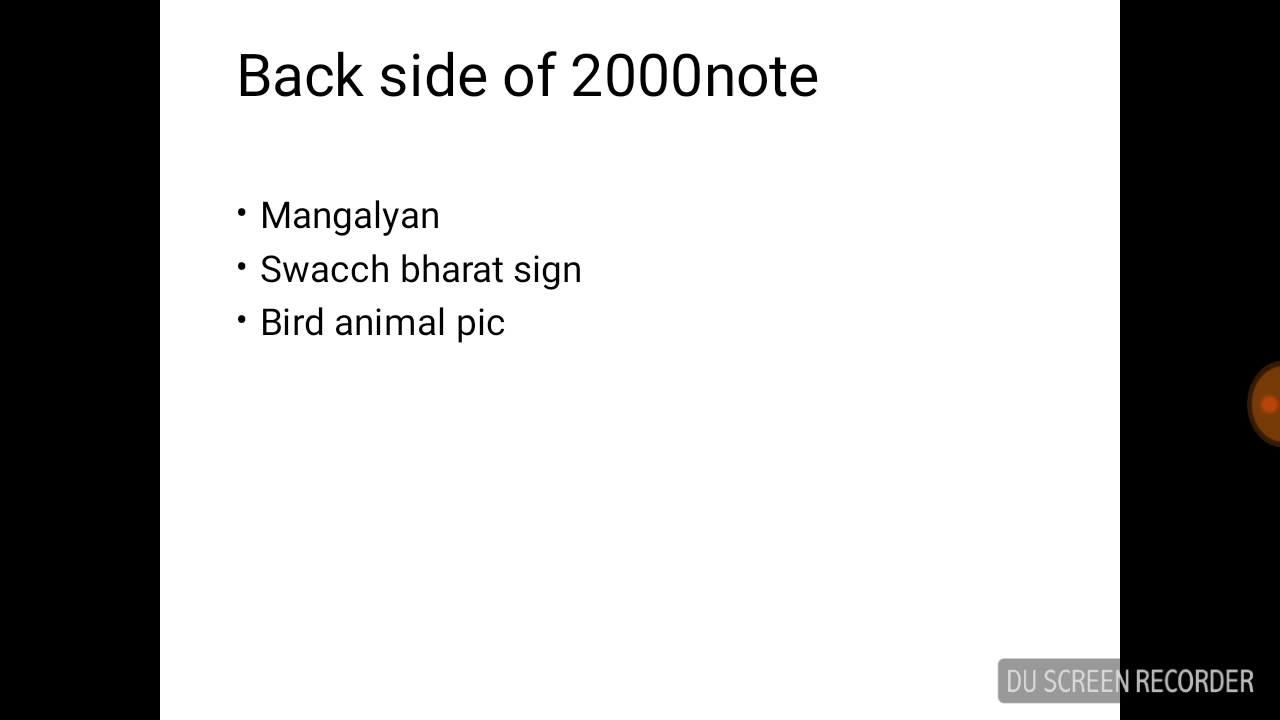 Back side of 2000note
• Mangalyan
• Swacch bharat sign
• Bird animal pic
DU SCREEN RECORDER